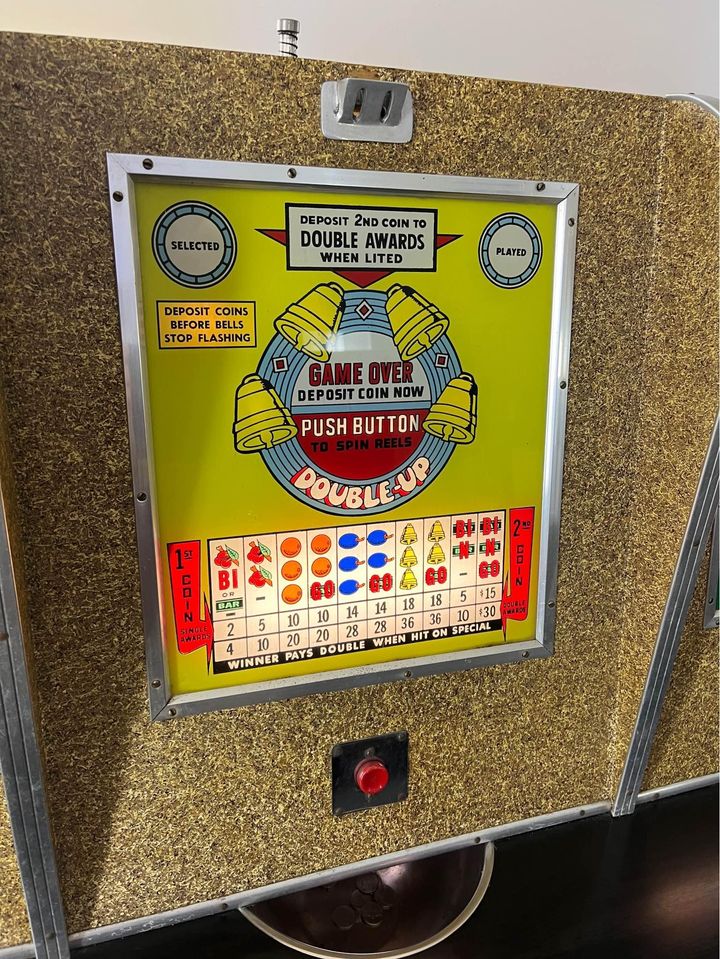 DEPOSIT 2ND COIN TO
DOUBLE AWARDS
WHEN LITED
SELECTED
PLAYED
DEPOSIT COINS
BEFORE BELLS
STOP FLASHING
GAME OVER
DEPOSIT COIN NOW
PUSH BUTTON
TO SPIN REELS
DOUBLE-UP
1ST COIN
SINGLE AWARDS
2ND COIN
DOUBLE AWARDS
BI BI
BI N N
OR GO GO GO GO
BAR
— — —
2 5 10 10 14 14 18 18 5 $15
4 10 20 20 28 28 36 36 10 $30
WINNER PAYS DOUBLE WHEN HIT ON SPECIAL